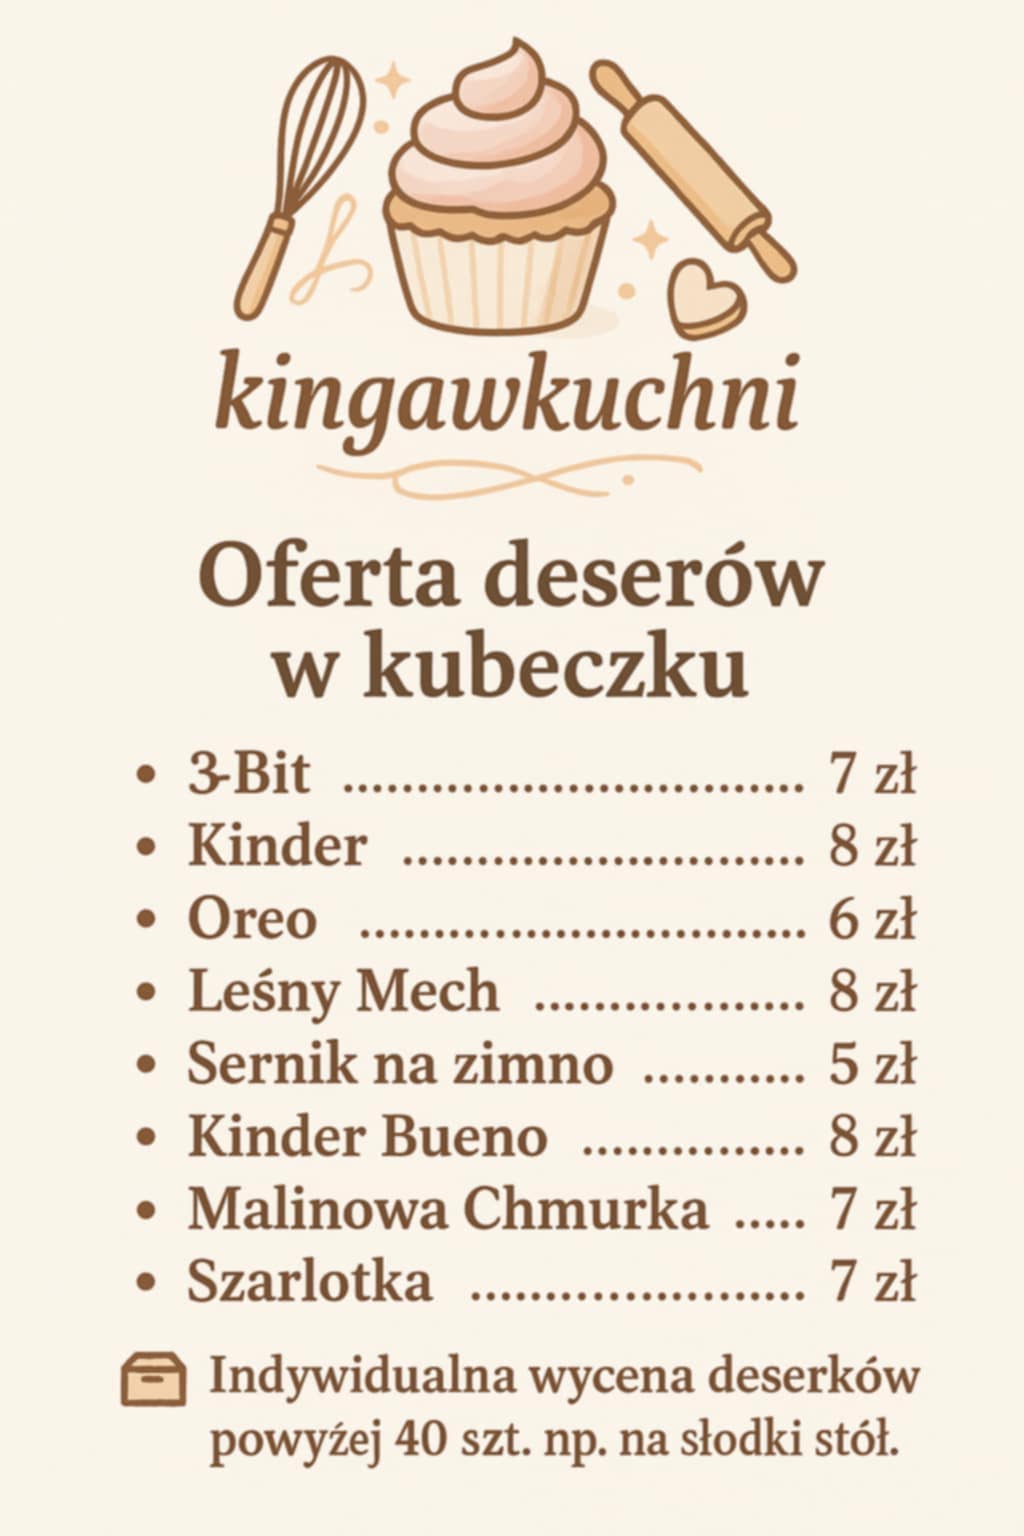 kingawkuchni
Oferta deserów
w kubeczku
• 3-Bit ............................... 7 zł
• Kinder ........................... 8 zł
• Oreo .............................. 6 zł
• Leśny Mech .................. 8 zł
• Sernik na zimno ........... 5 zł
• Kinder Bueno ............... 8 zł
• Malinowa Chmurka ..... 7 zł
• Szarlotka ....................... 7 zł
Indywidualna wycena deserków
powyźej 40 szt. np. na słodki stół.